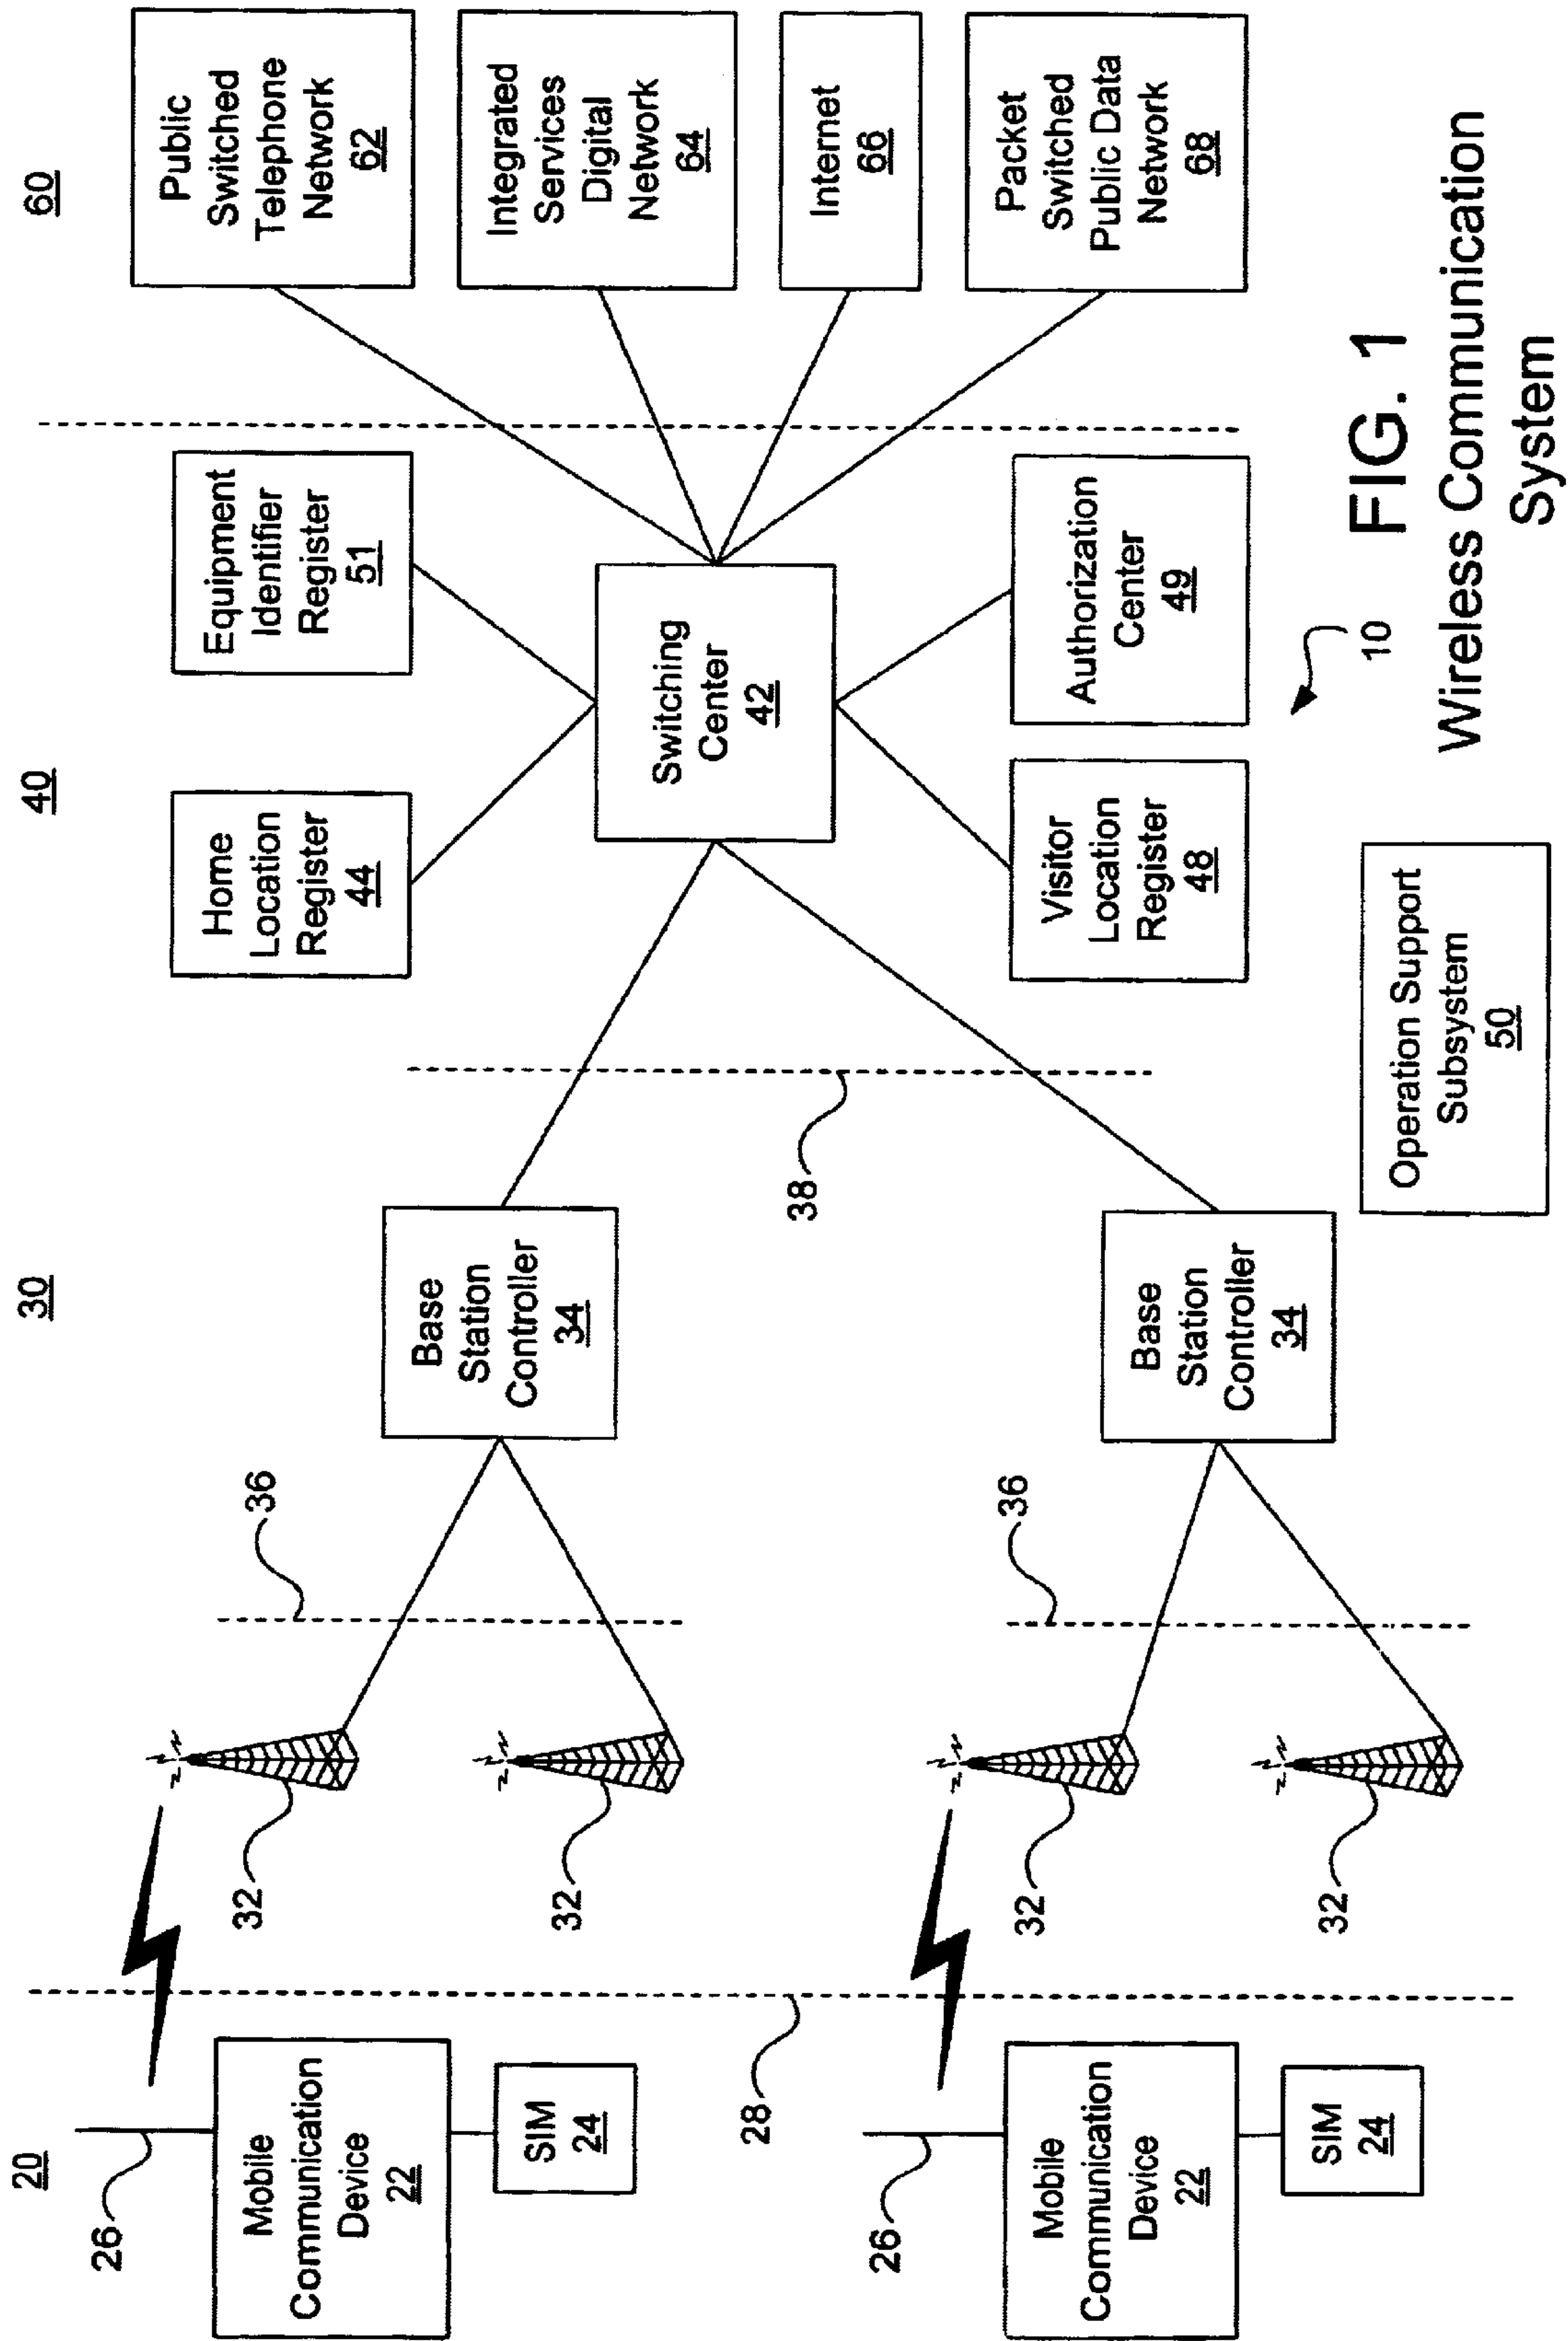 20
30
40
60
26
Mobile
Communication
Device
22
SIM
24
28
26
Mobile
Communication
Device
22
SIM
24
32
32
32
32
36
36
Base
Station
Controller
34
Base
Station
Controller
34
38
Home
Location
Register
44
Equipment
Identifier
Register
51
Switching
Center
42
Visitor
Location
Register
48
Authorization
Center
49
Operation Support
Subsystem
50
Public
Switched
Telephone
Network
62
Integrated
Services
Digital
Network
64
Internet
66
Packet
Switched
Public Data
Network
68
10
FIG. 1
Wireless Communication
System